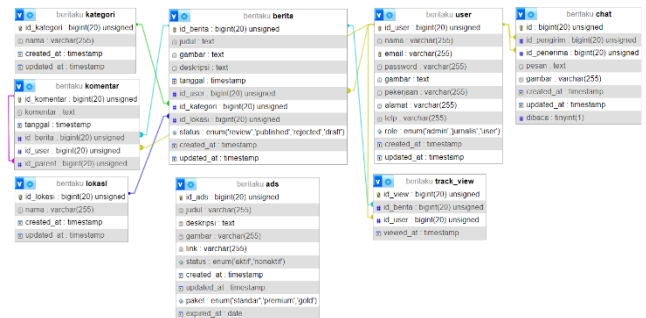 beritaku kategori
id_kategori : bigint(20) unsigned
nama : varchar(255)
created_at : timestamp
updated_at : timestamp
beritaku komentar
id_komentar : bigint(20) unsigned
komentar : text
tanggal : timestamp
id_berita : bigint(20) unsigned
id_user : bigint(20) unsigned
id_parent : bigint(20) unsigned
beritaku lokasi
id_lokasi : bigint(20) unsigned
nama : varchar(255)
created_at : timestamp
updated_at : timestamp
beritaku berita
id_berita : bigint(20) unsigned
judul : text
gambar : text
deskripsi : text
tanggal : timestamp
id_user : bigint(20) unsigned
id_kategori : bigint(20) unsigned
id_lokasi : bigint(20) unsigned
status : enum('review','published','rejected','draft')
created_at : timestamp
updated_at : timestamp
beritaku ads
id_ads : bigint(20) unsigned
judul : varchar(255)
deskripsi : text
gambar : varchar(255)
link : varchar(255)
status : enum('aktif','nonaktif')
created_at : timestamp
updated_at : timestamp
paket : enum('standar','premium','gold')
expired_at : date
beritaku user
id_user : bigint(20) unsigned
nama : varchar(255)
email : varchar(255)
password : varchar(255)
gambar : text
pekerjaan : varchar(255)
alamat : varchar(255)
telp : varchar(255)
role : enum('admin','jurnalis','user')
created_at : timestamp
updated_at : timestamp
beritaku track_view
id_view : bigint(20) unsigned
id_berita : bigint(20) unsigned
id_user : bigint(20) unsigned
viewed_at : timestamp
beritaku chat
id : bigint(20) unsigned
id_pengirim : bigint(20) unsigned
id_penerima : bigint(20) unsigned
pesan : text
gambar : varchar(255)
created_at : timestamp
updated_at : timestamp
dibaca : tinyint(1)